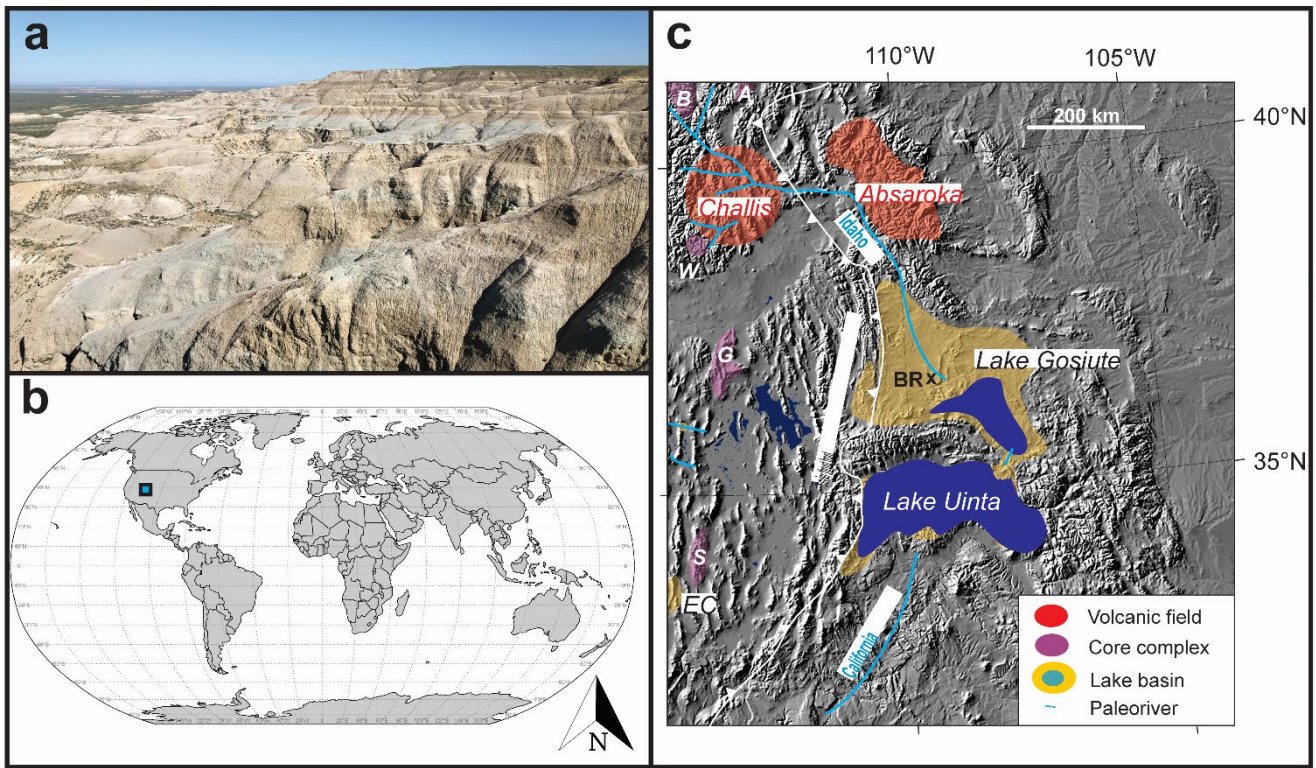 a
b
N
c
110°W
105°W
40°N
35°N
200 km
B
A
Challis
Absaroka
Idaho
W
G
BR x
Lake Gosiute
Lake Uinta
S
EC
California
Volcanic field
Core complex
Lake basin
Paleoriver